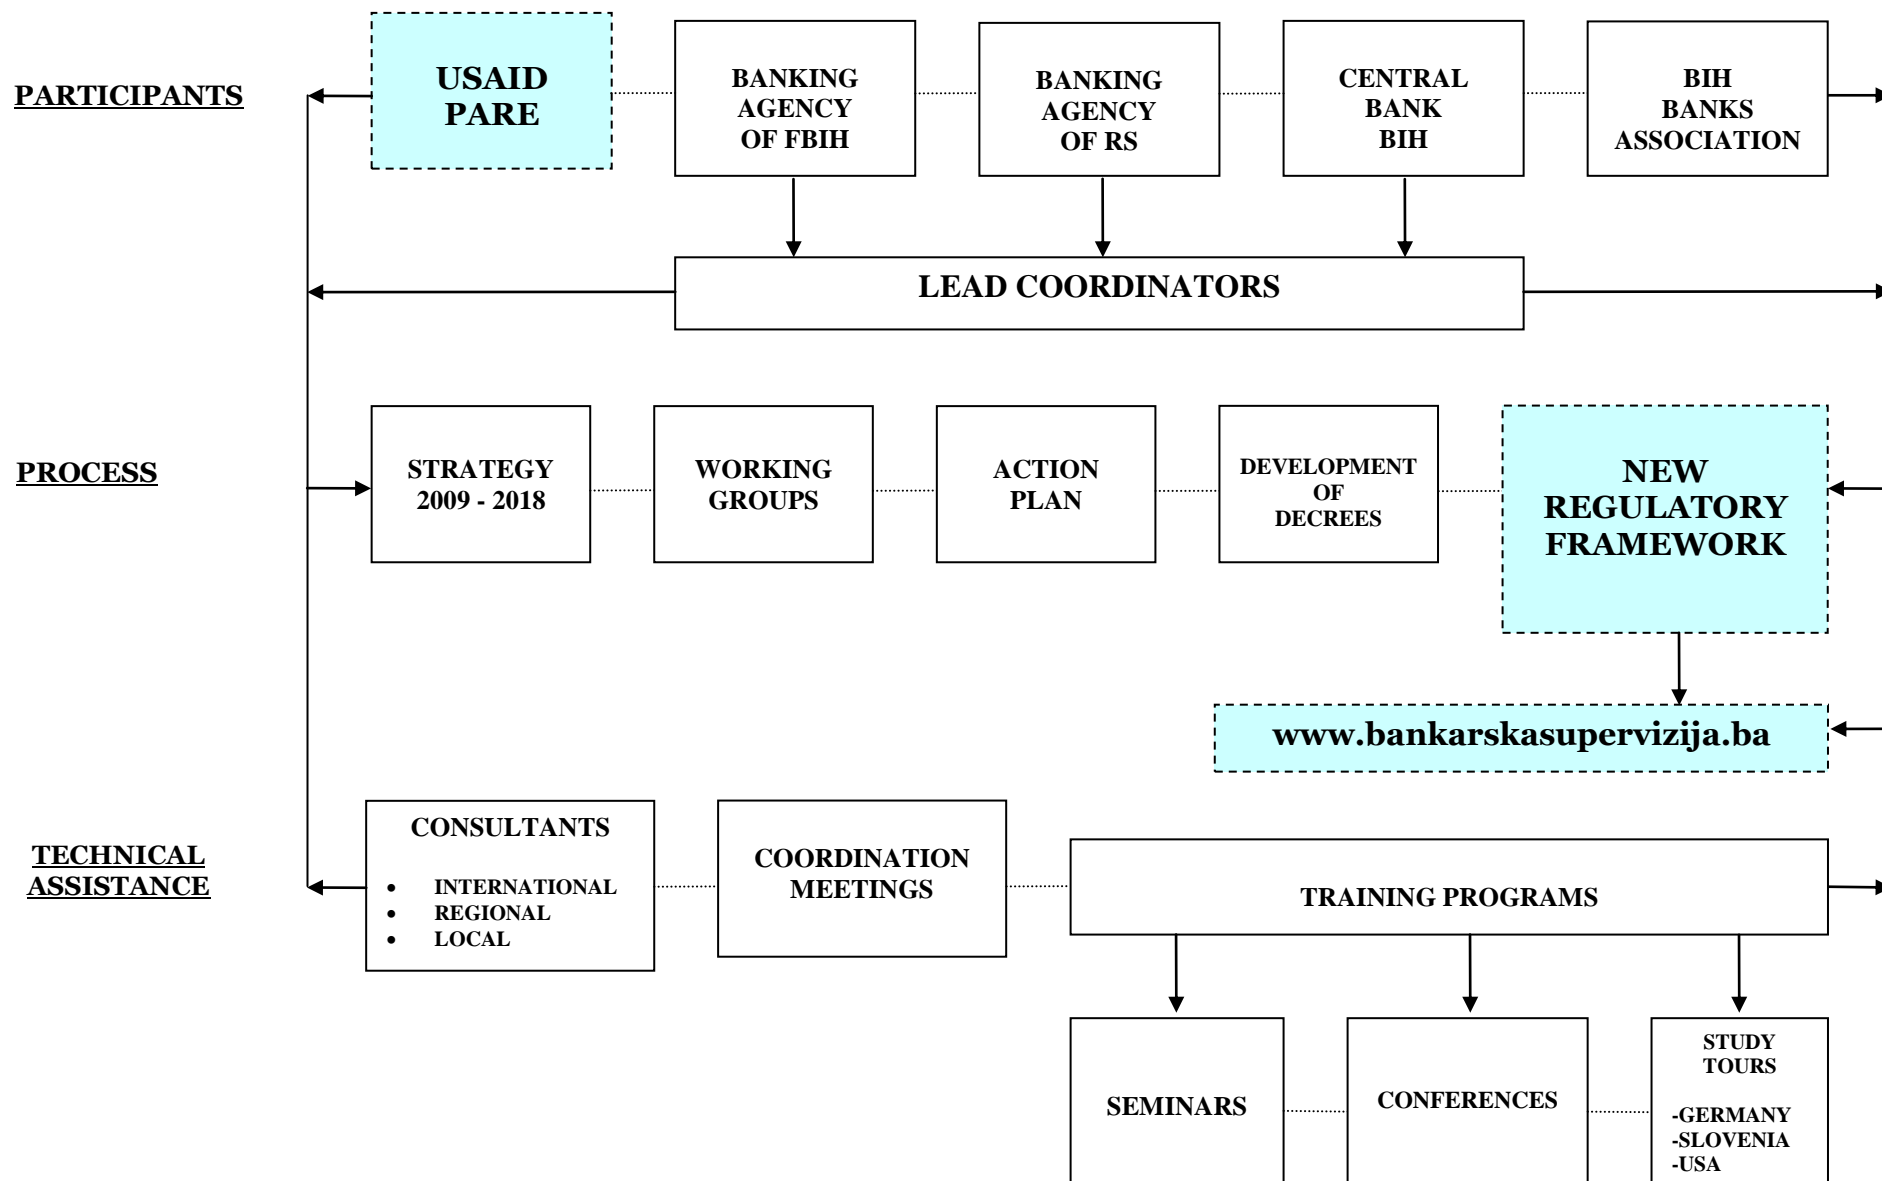 PARTICIPANTS
USAID
PARE
BANKING
AGENCY
OF FBIH
BANKING
AGENCY
OF RS
CENTRAL
BANK
BIH
BIH
BANKS
ASSOCIATION
LEAD COORDINATORS
PROCESS
STRATEGY
2009 - 2018
WORKING
GROUPS
ACTION
PLAN
DEVELOPMENT
OF
DECREES
NEW
REGULATORY
FRAMEWORK
www.bankarskasupervizija.ba
TECHNICAL
ASSISTANCE
CONSULTANTS
• INTERNATIONAL
• REGIONAL
• LOCAL
COORDINATION
MEETINGS
TRAINING PROGRAMS
SEMINARS
CONFERENCES
STUDY
TOURS
-GERMANY
-SLOVENIA
-USA